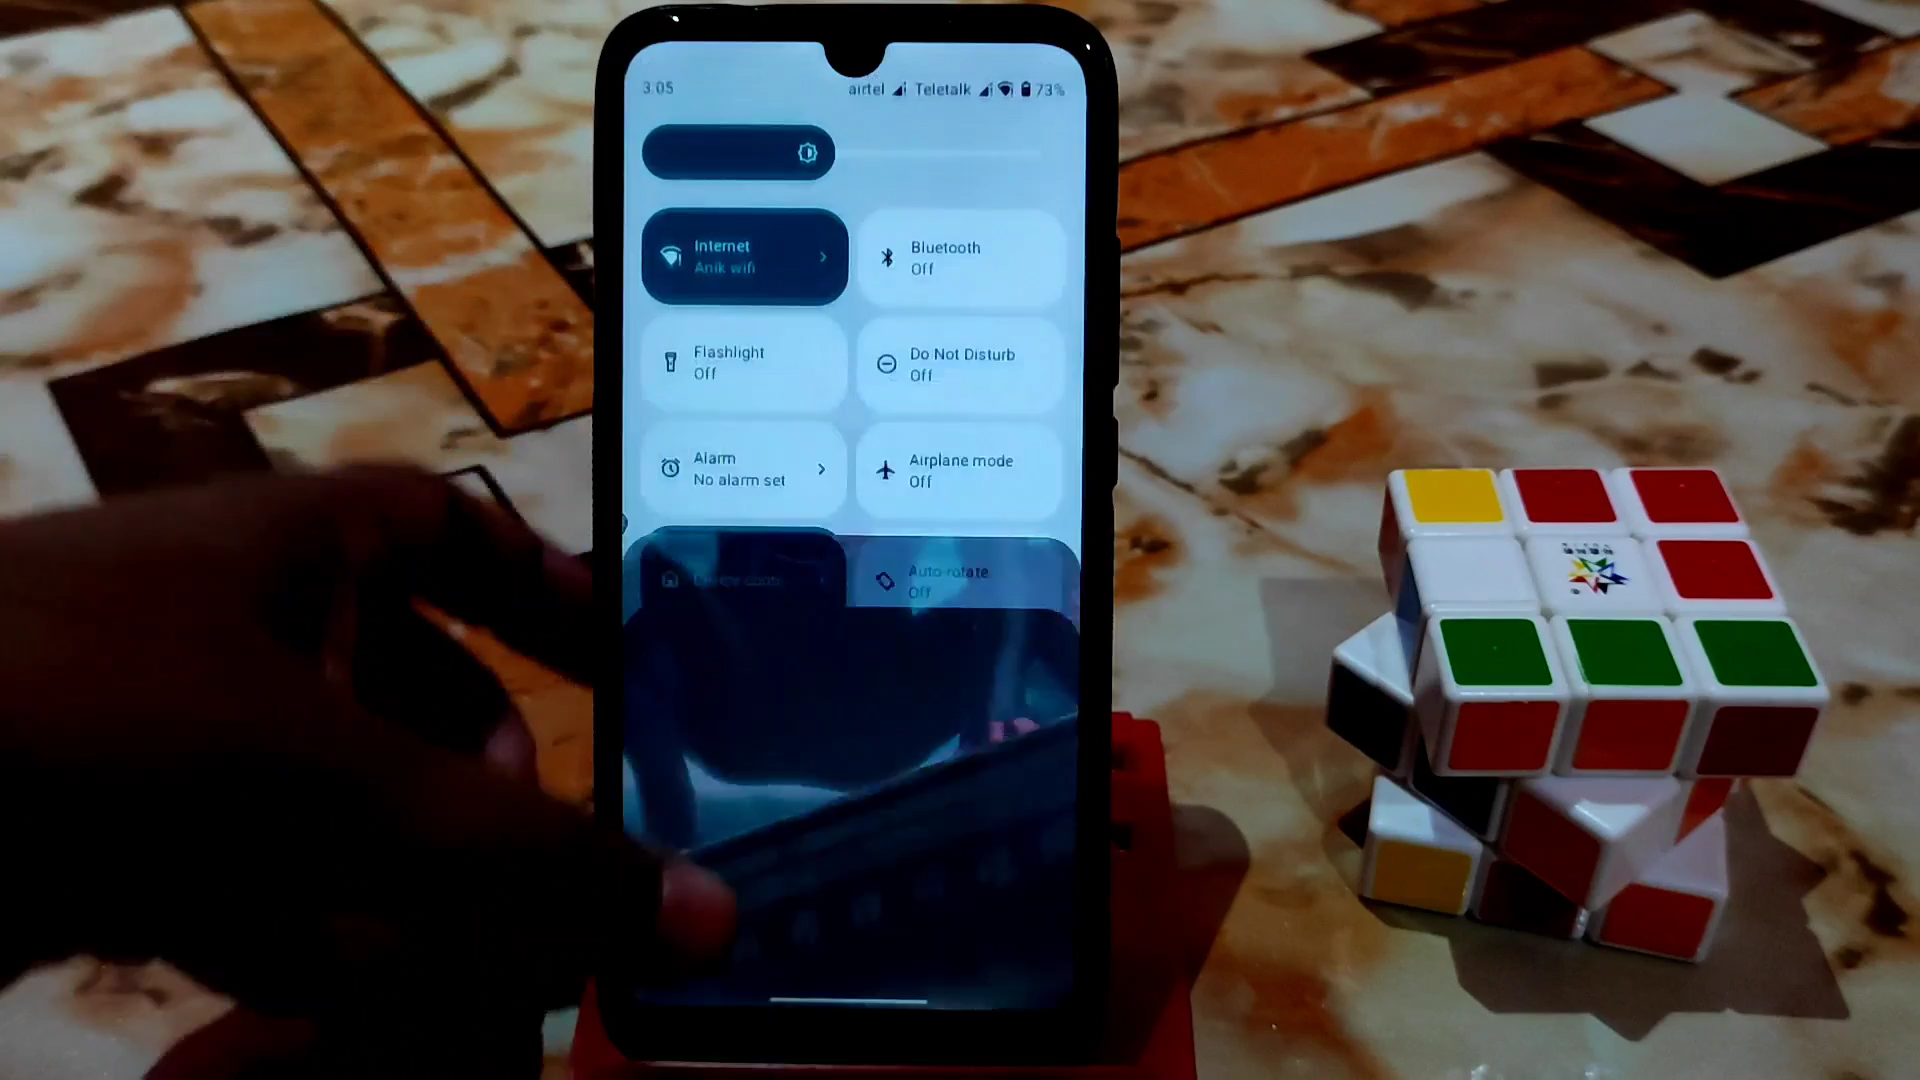 3.05 airtel Teletalk 73%
Internet
Anik wifi
Bluetooth
Off
Flashlight
Off
Do Not Disturb
Off
Alarm
No alarm set
Airplane mode
Off
Auto-rotate
Off